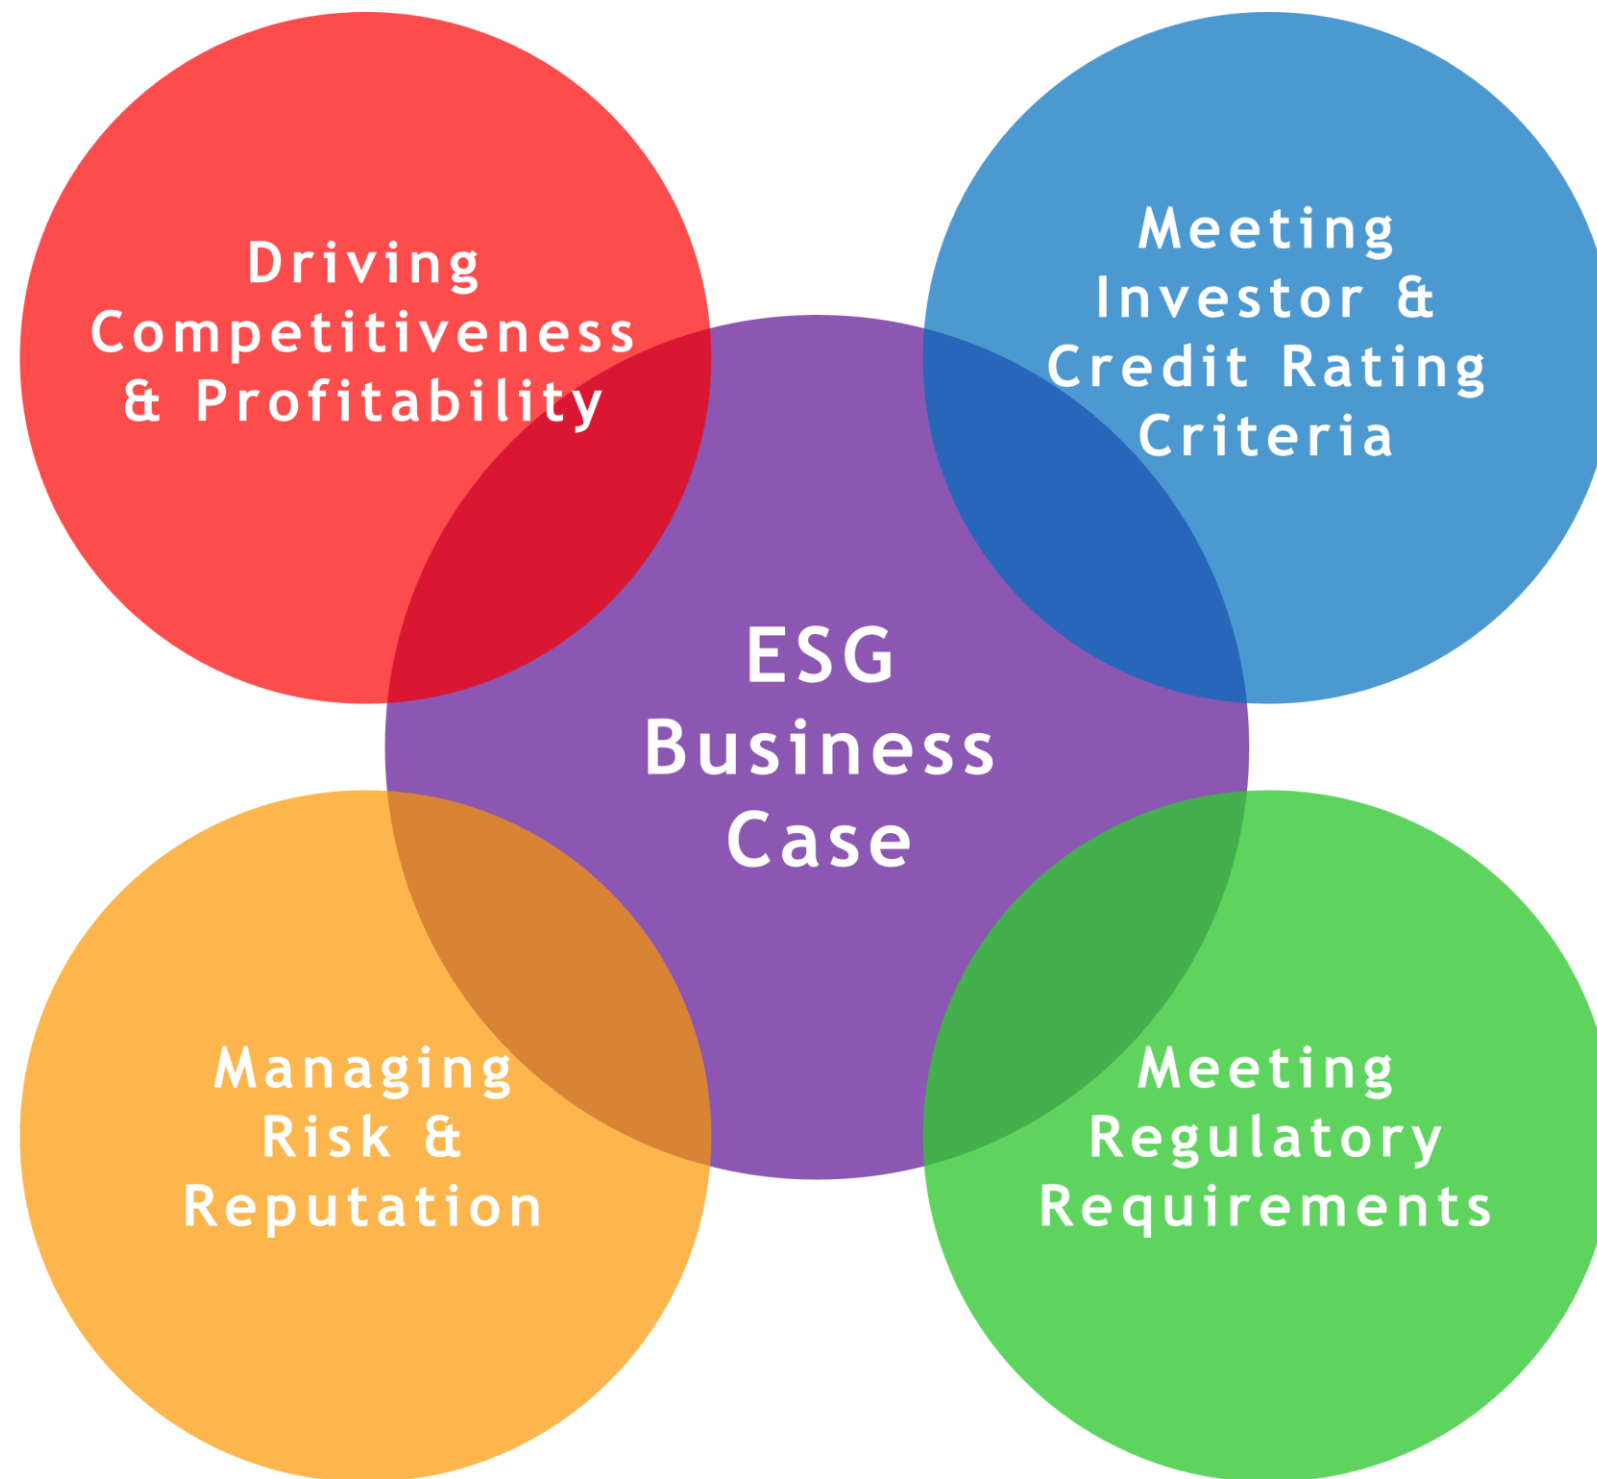 Driving
Competitiveness
& Profitability
Meeting
Investor &
Credit Rating
Criteria
ESG
Business
Case
Managing
Risk &
Reputation
Meeting
Regulatory
Requirements